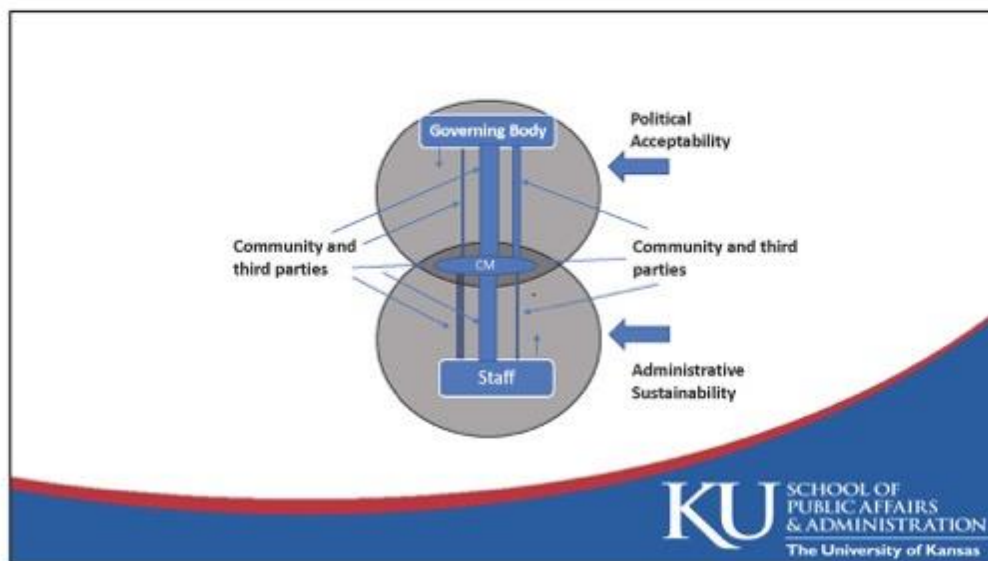 Governing Body
Political
Acceptability
Community and
third parties
CM
Community and third
parties
Staff
Administrative
Sustainability
KU
SCHOOL OF
PUBLIC AFFAIRS
& ADMINISTRATION
The University of Kansas